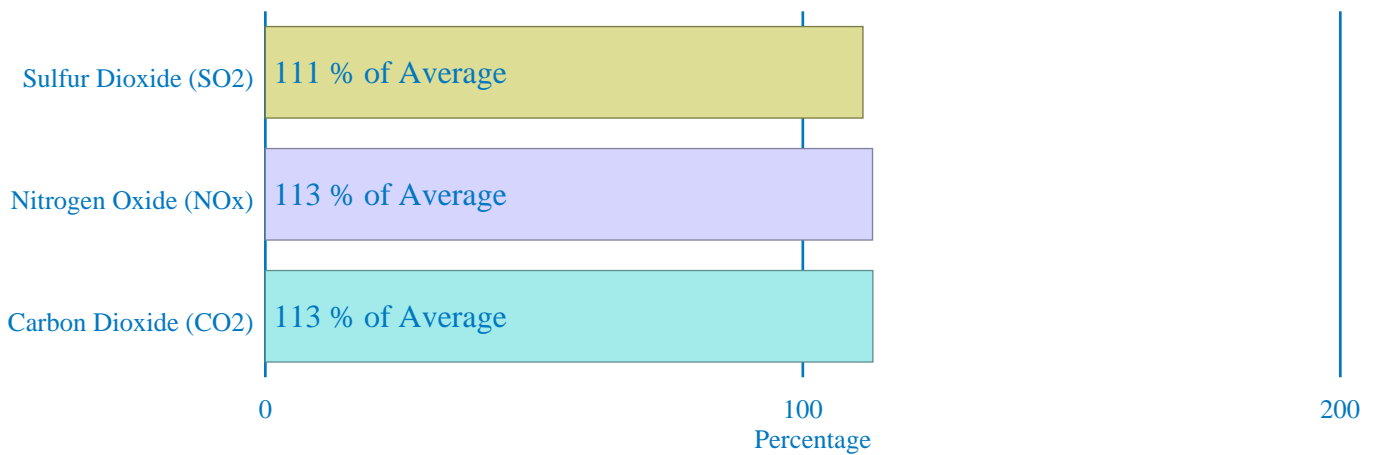 Sulfur Dioxide (SO2)
111 % of Average
Nitrogen Oxide (NOx)
113 % of Average
Carbon Dioxide (CO2)
113 % of Average
0 100 200
Percentage